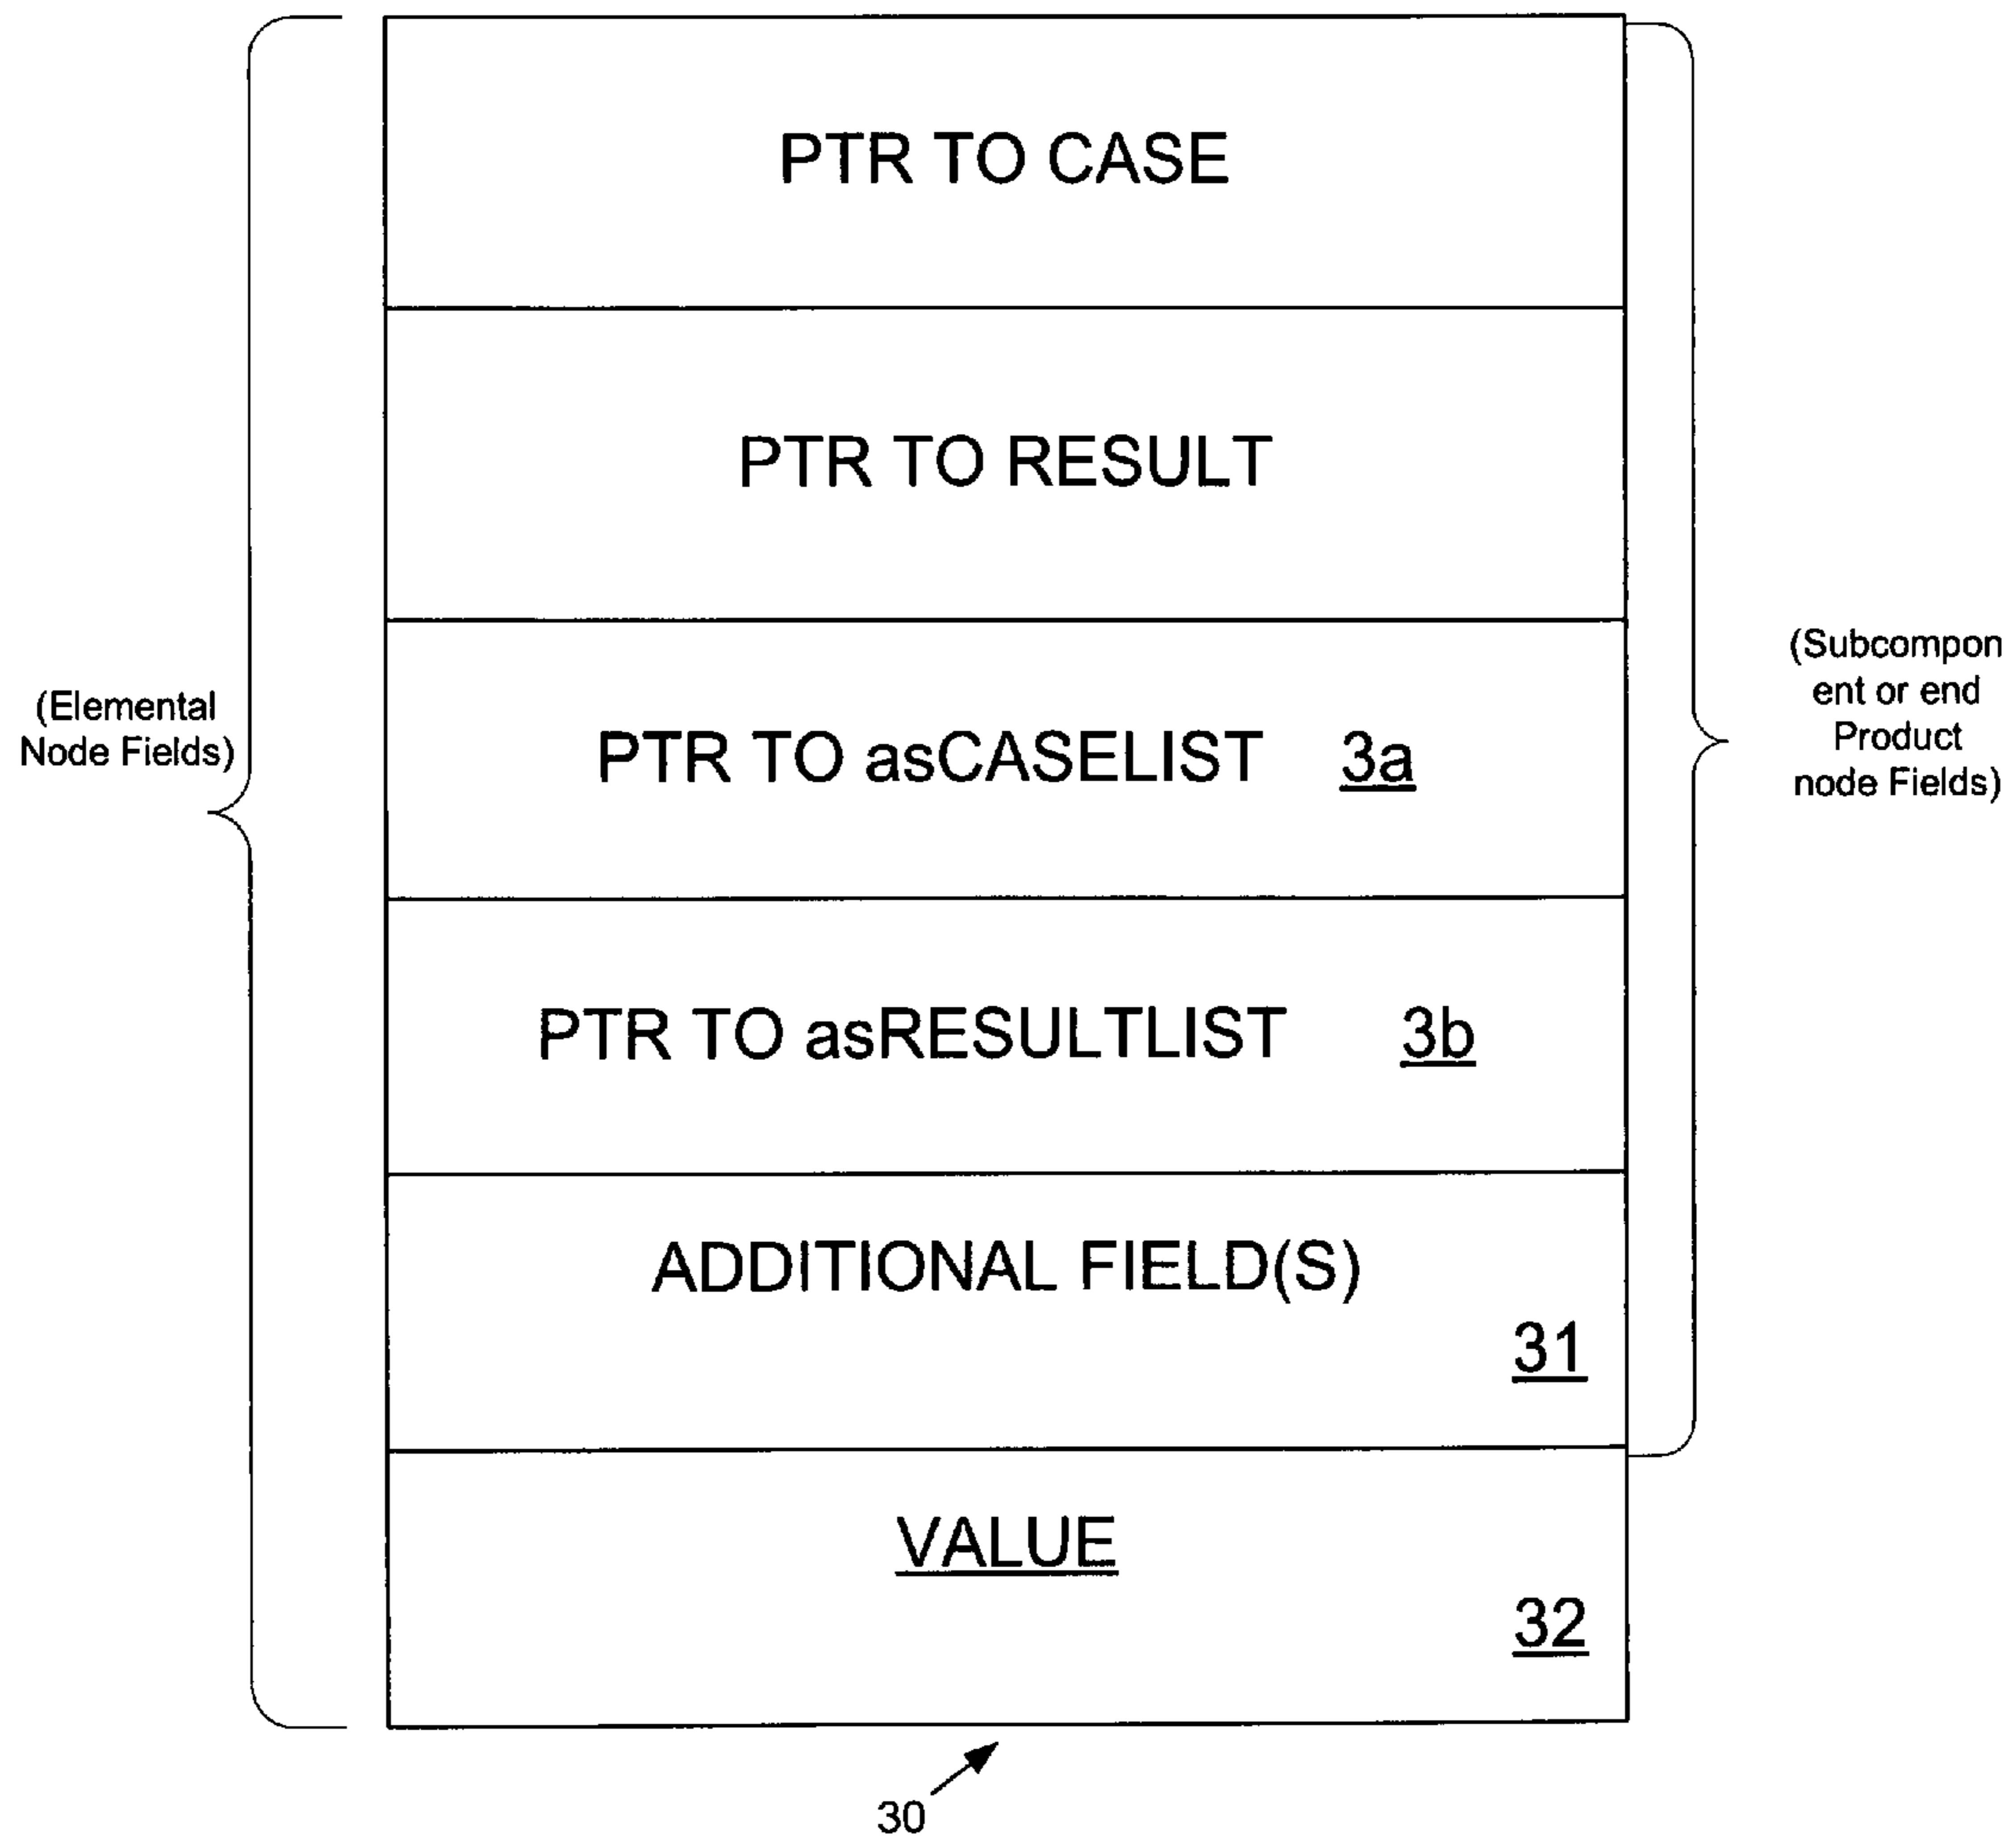 PTR TO CASE
PTR TO RESULT
(Elemental
Node Fields)
PTR TO asCASELIST 3a
(Subcompon
ent or end
Product
node Fields)
PTR TO asRESULTLIST 3b
ADDITIONAL FIELD(S)
31
VALUE
32
30